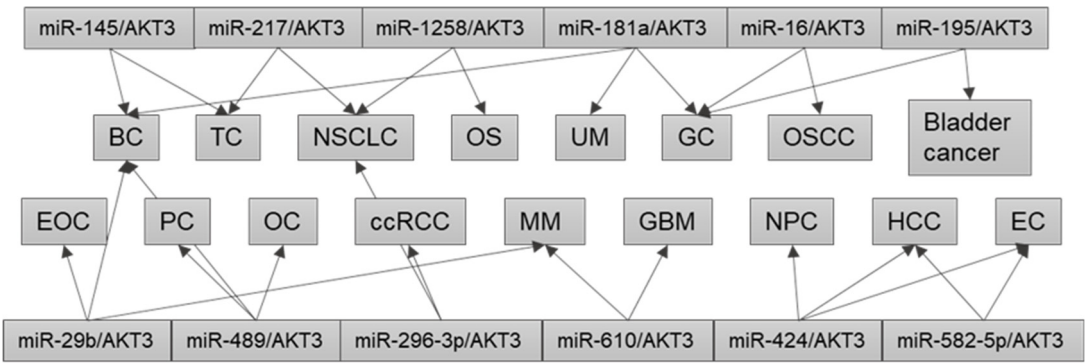 miR-145/AKT3 miR-217/AKT3 miR-1258/AKT3 miR-181a/AKT3 miR-16/AKT3 miR-195/AKT3
BC TC NSCLC OS UM GC OSCC Bladder
cancer
EOC PC OC ccRCC MM GBM NPC HCC EC
miR-29b/AKT3 miR-489/AKT3 miR-296-3p/AKT3 miR-610/AKT3 miR-424/AKT3 miR-582-5p/AKT3